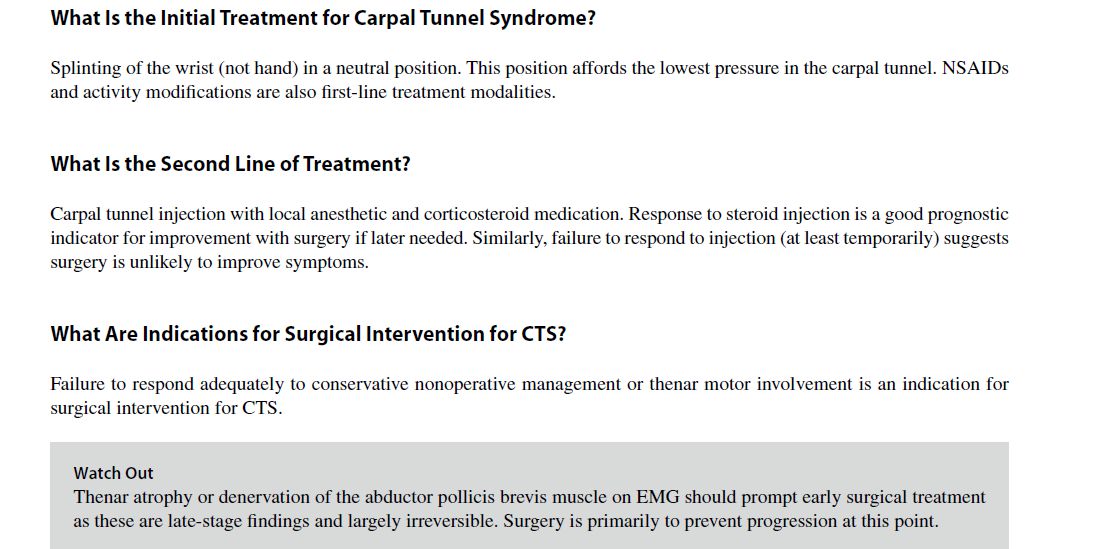 What Is the Initial Treatment for Carpal Tunnel Syndrome?
Splinting of the wrist (not hand) in a neutral position. This position affords the lowest pressure in the carpal tunnel. NSAIDs
and activity modifications are also first-line treatment modalities.
What Is the Second Line of Treatment?
Carpal tunnel injection with local anesthetic and corticosteroid medication. Response to steroid injection is a good prognostic
indicator for improvement with surgery if later needed. Similarly, failure to respond to injection (at least temporarily) suggests
surgery is unlikely to improve symptoms.
What Are Indications for Surgical Intervention for CTS?
Failure to respond adequately to conservative nonoperative management or thenar motor involvement is an indication for
surgical intervention for CTS.
Watch Out
Thenar atrophy or denervation of the abductor pollicis brevis muscle on EMG should prompt early surgical treatment
as these are late-stage findings and largely irreversible. Surgery is primarily to prevent progression at this point.